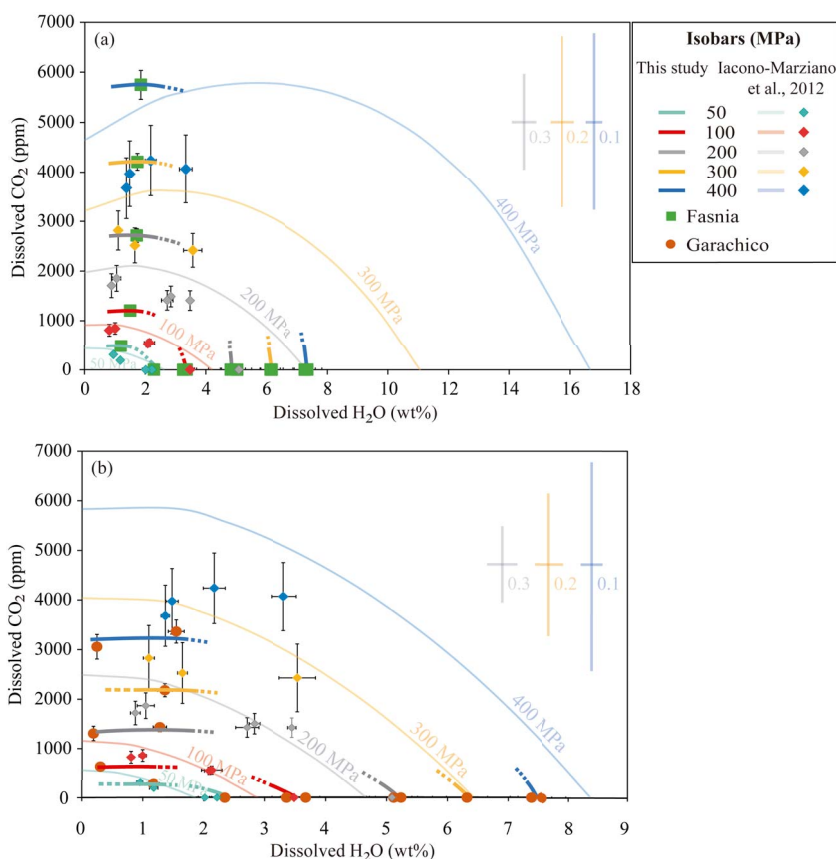 (a)
7000
6000
5000
4000
3000
2000
1000
0
Dissolved CO2 (ppm)
0 2 4 6 8 10 12 14 16 18
Dissolved H2O (wt%)
50 MPa
100 MPa
200 MPa
300 MPa
400 MPa
0.3
0.2
0.1
Isobars (MPa)
This study Iacono-Marziano
et al., 2012
50
100
200
300
400
Fasnia
Garachico
(b)
7000
6000
5000
4000
3000
2000
1000
0
Dissolved CO2 (ppm)
0 1 2 3 4 5 6 7 8 9
Dissolved H2O (wt%)
50 MPa
100 MPa
200 MPa
300 MPa
400 MPa
0.3
0.2
0.1